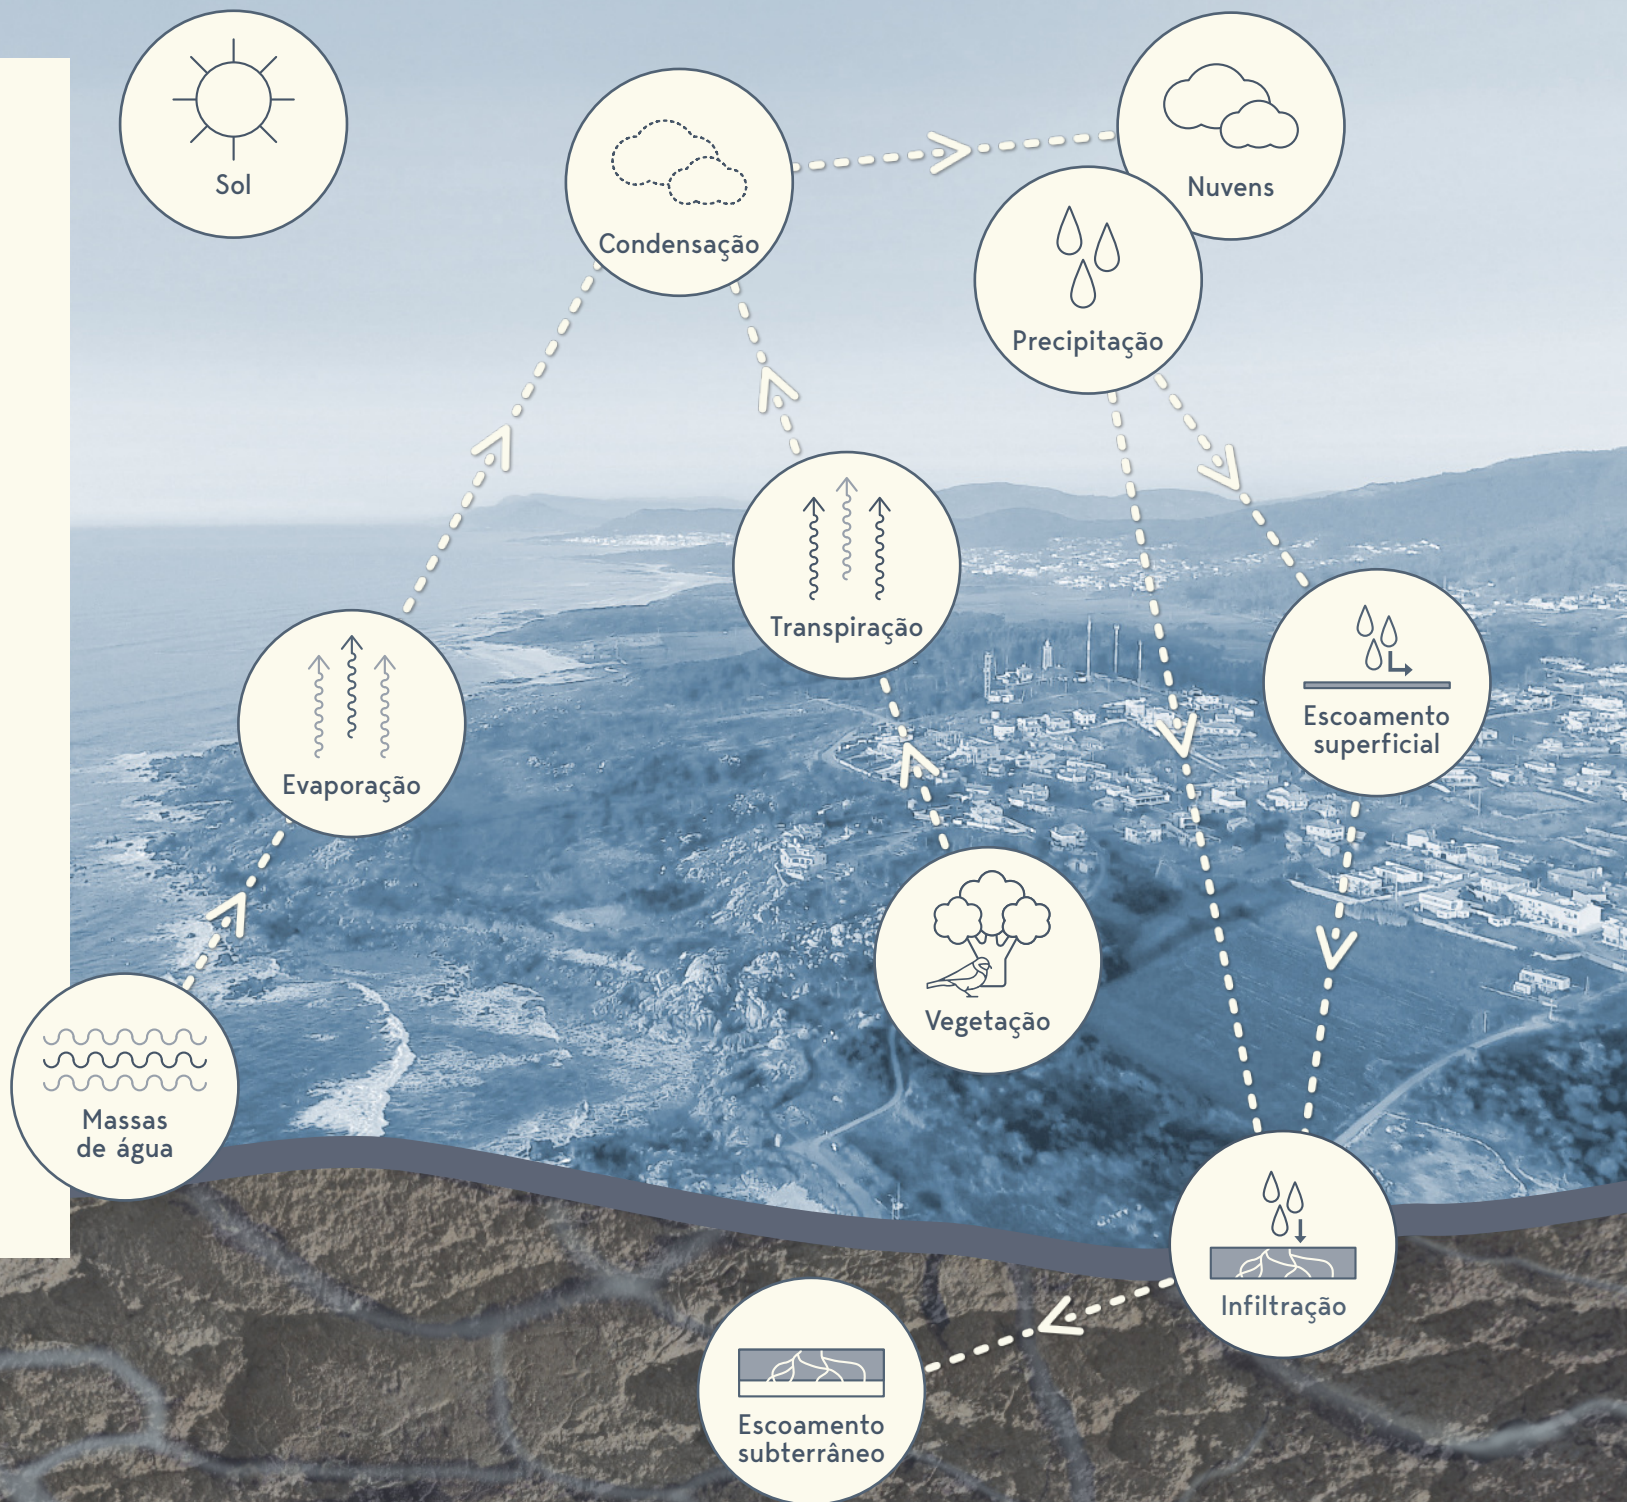 Sol
Condensação
Nuvens
Precipitação
Transpiração
Evaporação
Escoamento
superficial
Vegetação
Massas
de água
Infiltração
Escoamento
subterrâneo